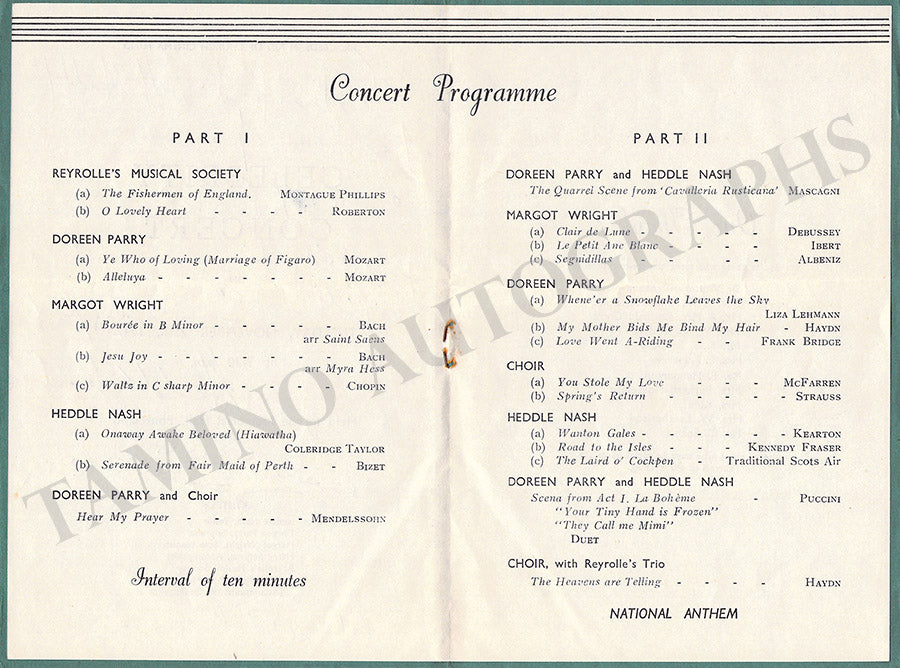 Concert Programme
PART I
REYROLLE'S MUSICAL SOCIETY
(a) The Fishermen of England. MONTAGUE PHILLIPS
(b) O Lovely Heart - - - - ROBERTON
DOREEN PARRY
(a) Ye Who of Loving (Marriage of Figaro) MOZART
(b) Alleluya - - - - - - - MOZART
MARGOT WRIGHT
(a) Bourée in B Minor - - - - - BACH
arr Saint Saens
(b) Jesu Joy - - - - - - - BACH
arr Myra Hess
(c) Waltz in C sharp Minor - - - - CHOPIN
HEDDLE NASH
(a) Onaway Awake Beloved (Hiawatha)
COLERIDGE TAYLOR
(b) Serenade from Fair Maid of Perth - - BIZET
DOREEN PARRY and Choir
Hear My Prayer - - - - - MENDELSSOHN
Interval of ten minutes
PART II
DOREEN PARRY and HEDDLE NASH
The Quarrel Scene from 'Cavalleria Rusticana' MASCAGNI
MARGOT WRIGHT
(a) Clair de Lune - - - - - DEBUSSEY
(b) Le Petit Ane Blanc - - - - IBERT
(c) Seguidillas - - - - ALBENIZ
DOREEN PARRY
(a) Whene'er a Snowflake Leaves the Sky
LIZA LEHMANN
(b) My Mother Bids Me Bind My Hair - HAYDN
(c) Love Went A-Riding - - - FRANK BRIDGE
CHOIR
(a) You Stole My Love - - - - MCFARREN
(b) Spring's Return - - - - - STRAUSS
HEDDLE NASH
(a) Wanton Gales - - - - - - KEARTON
(b) Road to the Isles - - - - KENNEDY FRASER
(c) The Laird o' Cockpen - - Traditional Scots Air
DOREEN PARRY and HEDDLE NASH
Scena from Act I. La Bohème - PUCCINI
"Your Tiny Hand is Frozen"
"They Call me Mimi"
DUET
CHOIR, with Reyrolle's Trio
The Heavens are Telling - - - - HAYDN
NATIONAL ANTHEM
TAMINO AUTOGRAPHS